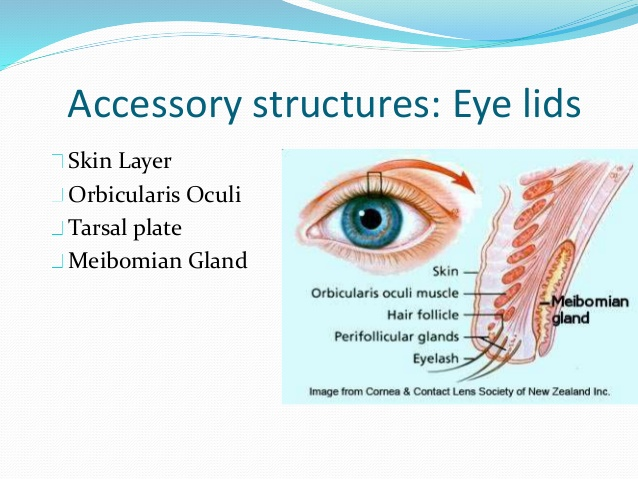 Accessory structures: Eye lids
Skin Layer
Orbicularis Oculi
Tarsal plate
Meibomian Gland
Skin
Orbicularis oculi muscle
Hair follicle
Perifollicular glands
Eyelash
Meibomian
gland
Image from Cornea & Contact Lens Society of New Zealand Inc.